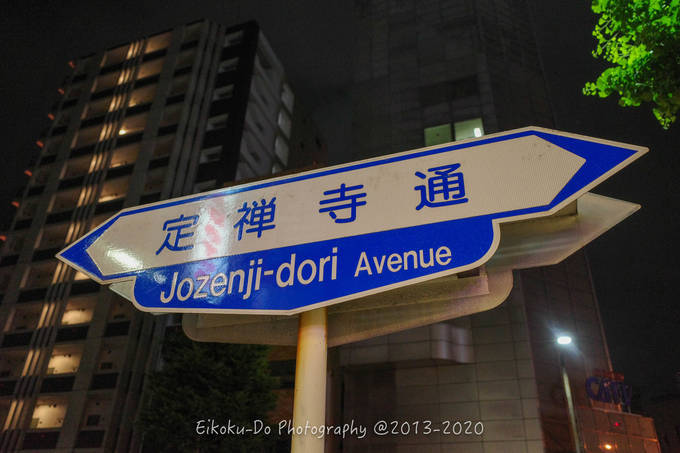 定禅寺通
Jozenji-dori Avenue
Eikoku-Do Photography @2013-2020